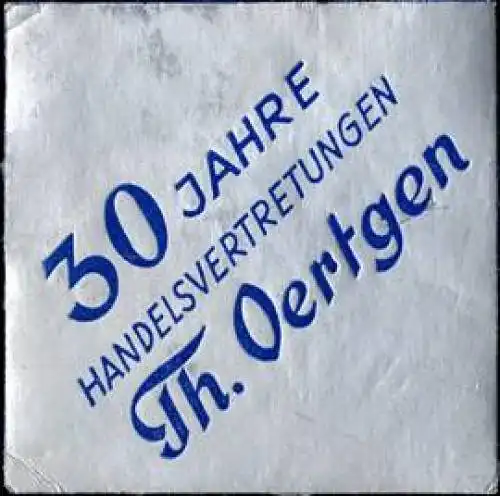 30 JAHRE
HANDELSVERTRETUNGEN
Th. Oertgen